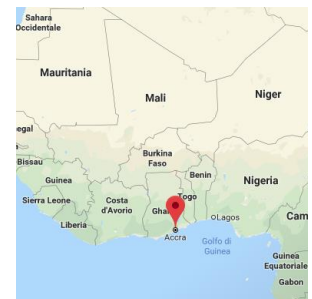 Sahara
Occidentale
Mauritania
Mali
Niger
egal
Burkina
Faso
Bissau
Guinea
Benin
Nigeria
Sierra Leone
Costa
d'Avorio
Gha
Togo
Liberia
Lagos
Cam
Accra
Golfo di
Guinea
Guinea
Equatoriale
Gabon